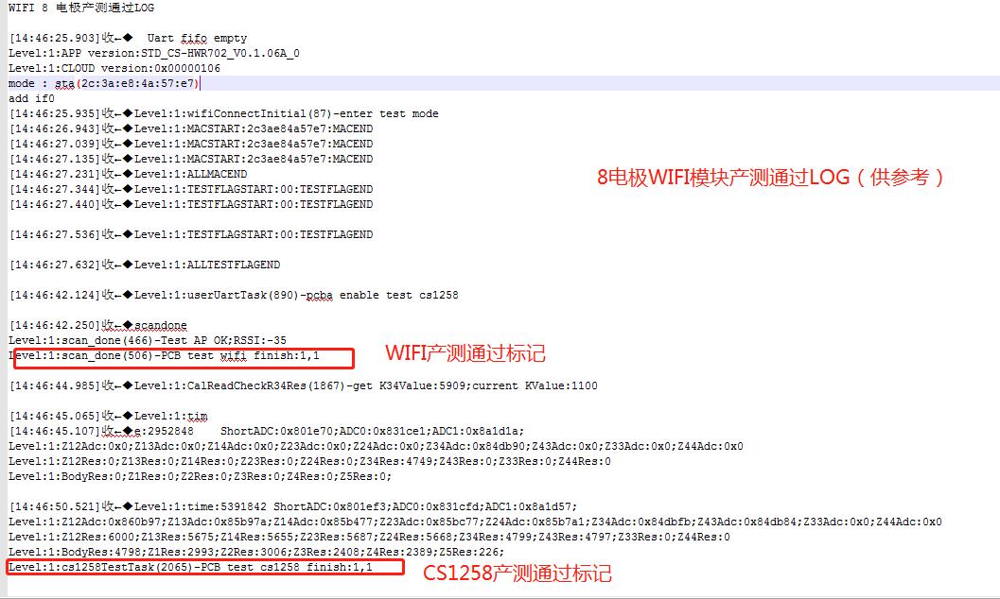 WIFI 8 电极产测通过LOG
[14:46:25.903]收←◆  Uart fifo empty
Level:1:APP version:STD_CS-HWR702_V0.1.06A_0
Level:1:CLOUD version:0x00000106
mode : sta(2c:3a:e8:4a:57:e7)
add if0
[14:46:25.935]收←◆Level:1:wifiConnectInitial(87)-enter test mode
[14:46:26.943]收←◆Level:1:MACSTART:2c3ae84a57e7:MACEND
[14:46:27.039]收←◆Level:1:MACSTART:2c3ae84a57e7:MACEND
[14:46:27.135]收←◆Level:1:MACSTART:2c3ae84a57e7:MACEND
[14:46:27.231]收←◆Level:1:ALLMACEND
8电极WIFI模块产测通过LOG（供参考）
[14:46:27.344]收←◆Level:1:TESTFLAGSTART:00:TESTFLAGEND
[14:46:27.440]收←◆Level:1:TESTFLAGSTART:00:TESTFLAGEND
[14:46:27.536]收←◆Level:1:TESTFLAGSTART:00:TESTFLAGEND
[14:46:27.632]收←◆Level:1:ALLTESTFLAGEND
[14:46:42.124]收←◆Level:1:userUartTask(890)-pcba enable test cs1258
[14:46:42.250]收←◆scandone
Level:1:scan_done(466)-Test AP OK;RSSI:-35
Level:1:scan_done(506)-PCB test wifi finish:1,1
WIFI产测通过标记
[14:46:44.985]收←◆Level:1:CalReadCheckR34Res(1867)-get K34Value:5909;current KValue:1100
[14:46:45.065]收←◆Level:1:tim
[14:46:45.107]收←◆e:2952848    ShortADC:0x801e70;ADC0:0x831ce1;ADC1:0x8a1d1a;
Level:1:Z12Adc:0x0;Z13Adc:0x0;Z14Adc:0x0;Z23Adc:0x0;Z24Adc:0x0;Z34Adc:0x84db90;Z43Adc:0x0;Z33Adc:0x0;Z44Adc:0x0
Level:1:Z12Res:0;Z13Res:0;Z14Res:0;Z23Res:0;Z24Res:0;Z34Res:4749;Z43Res:0;Z33Res:0;Z44Res:0
Level:1:BodyRes:0;Z1Res:0;Z2Res:0;Z3Res:0;Z4Res:0;Z5Res:0;
[14:46:50.521]收←◆Level:1:time:5391842 ShortADC:0x801ef3;ADC0:0x831cfd;ADC1:0x8a1d57;
Level:1:Z12Adc:0x860b97;Z13Adc:0x85b97a;Z14Adc:0x85b477;Z23Adc:0x85bc77;Z24Adc:0x85b7a1;Z34Adc:0x84dbfb;Z43Adc:0x84db84;Z33Adc:0x0;Z44Adc:0x0
Level:1:Z12Res:6000;Z13Res:5675;Z14Res:5655;Z23Res:5687;Z24Res:5668;Z34Res:4799;Z43Res:4797;Z33Res:0;Z44Res:0
Level:1:BodyRes:4798;Z1Res:2993;Z2Res:3006;Z3Res:2408;Z4Res:2389;Z5Res:226;
Level:1:cs1258TestTask(2065)-PCB test cs1258 finish:1,1
CS1258产测通过标记